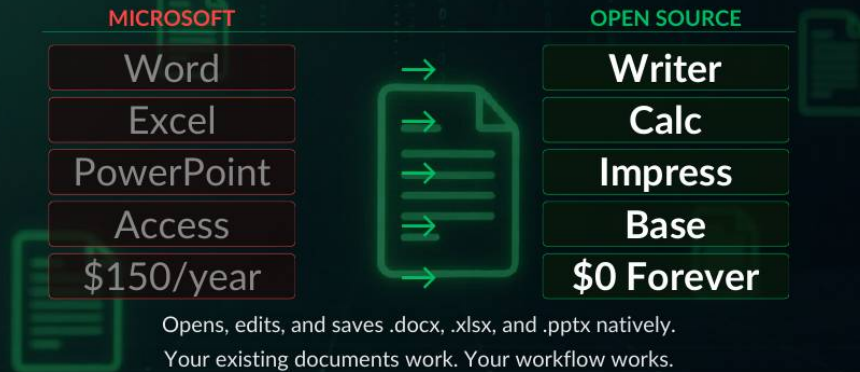 MICROSOFT OPEN SOURCE
Word → Writer
Excel → Calc
PowerPoint → Impress
Access → Base
$150/year → $0 Forever
Opens, edits, and saves .docx, .xlsx, and .pptx natively.
Your existing documents work. Your workflow works.